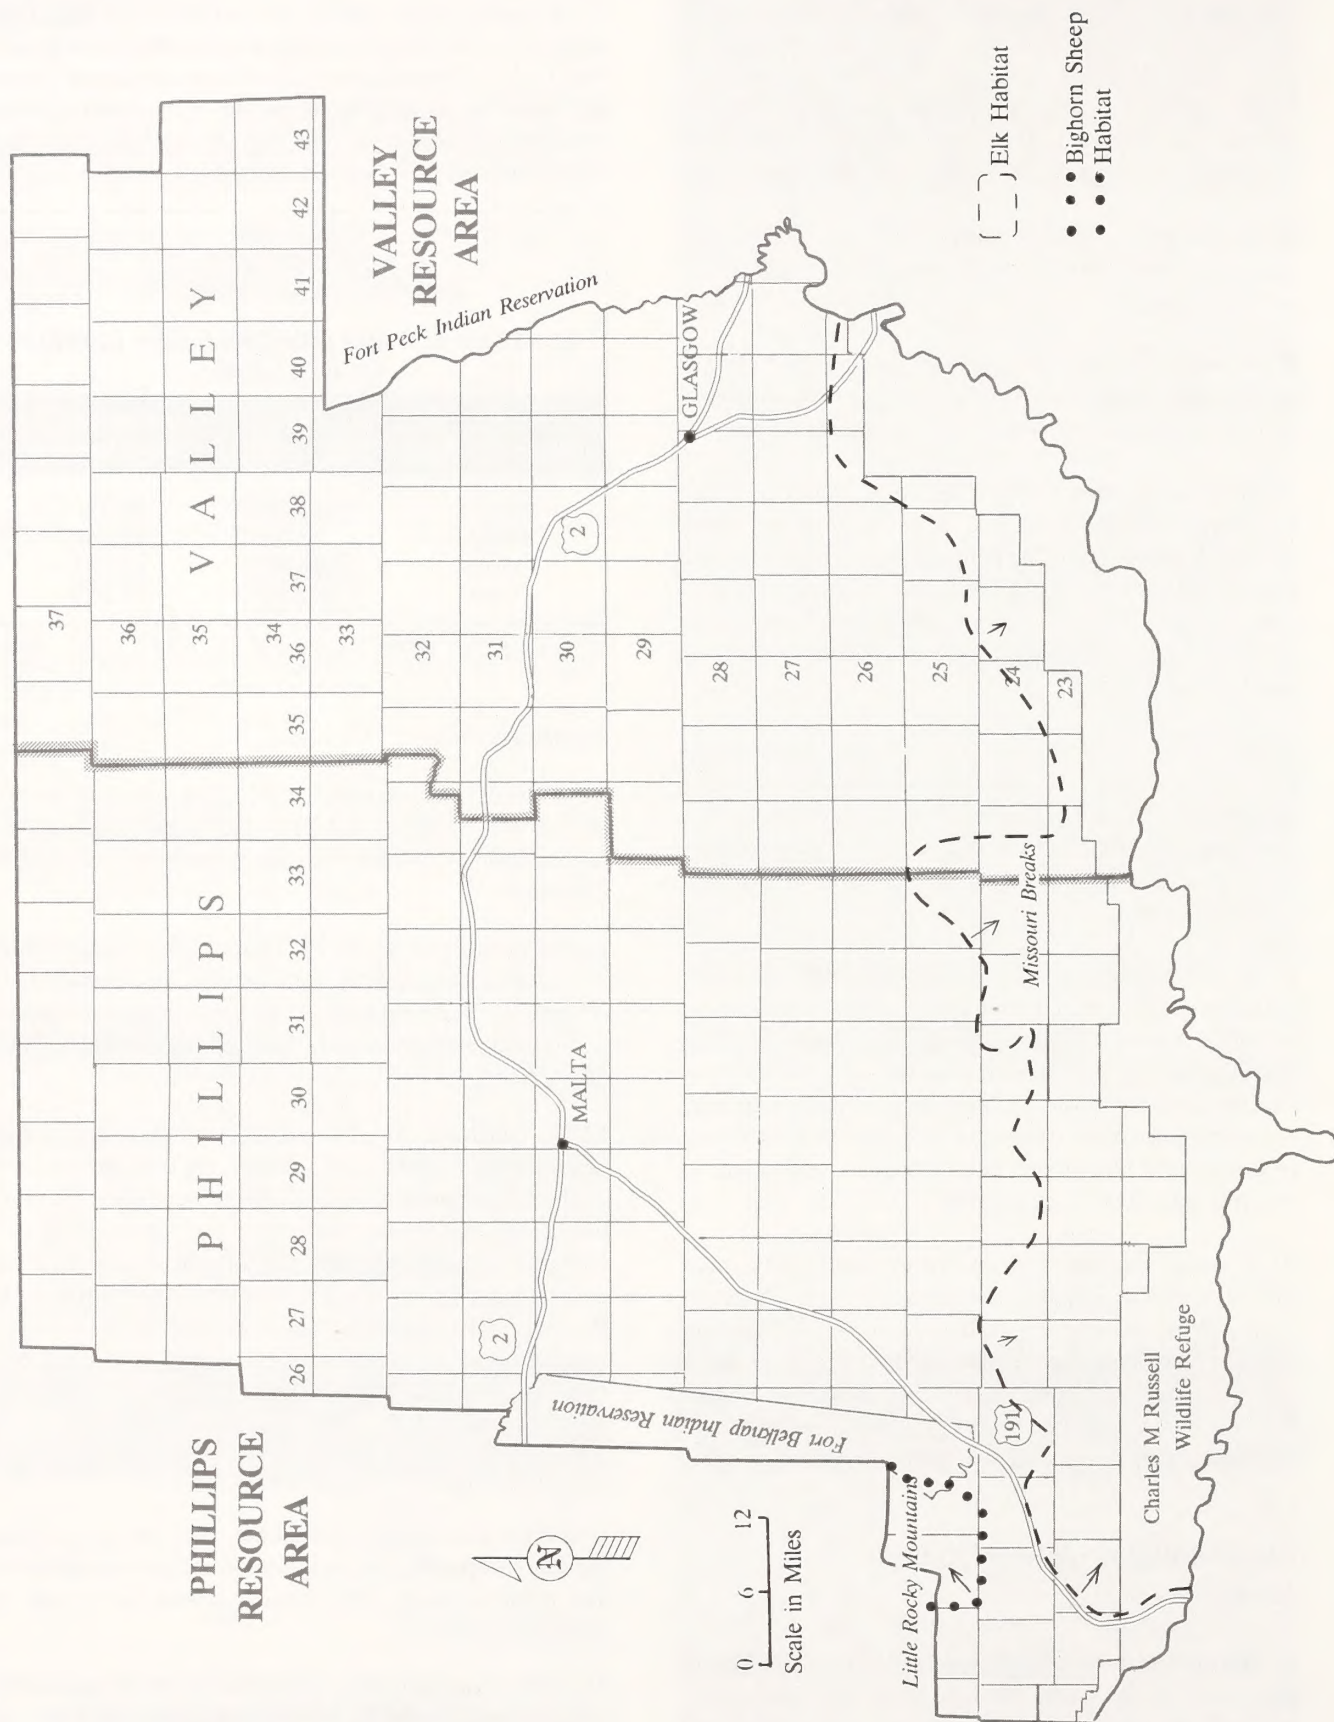 PHILLIPS
RESOURCE
AREA
VALLEY
RESOURCE
AREA
PHILLIPS
VALLEY
37
36
35
34
33
32
31
30
29
28
27
26
25
24
23
26 27 28 29 30 31 32 33 34 35 36 37 38 39 40 41 42 43
Fort Peck Indian Reservation
2
2
MALTA
GLASGOW
Fort Belknap Indian Reservation
N
0 6 12
Scale in Miles
Little Rocky Mountains
191
Missouri Breaks
Charles M Russell
Wildlife Refuge
Elk Habitat
Bighorn Sheep
Habitat